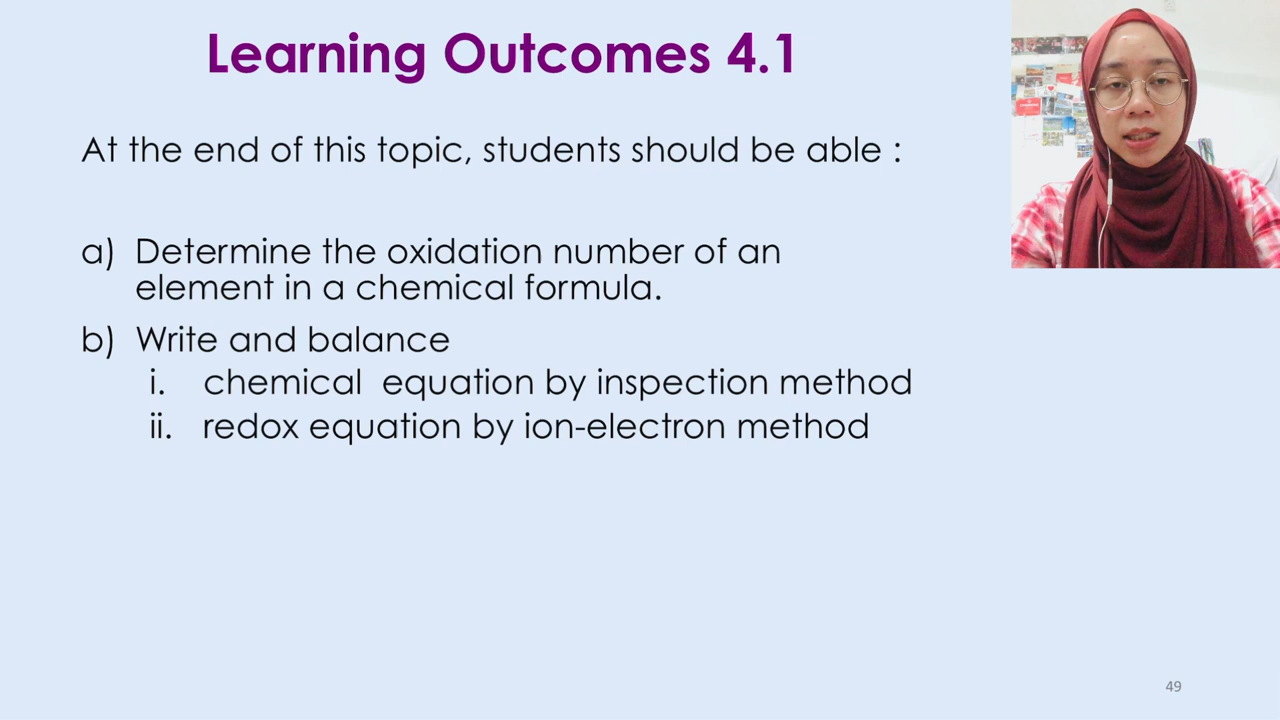 Learning Outcomes 4.1
At the end of this topic, students should be able :
a) Determine the oxidation number of an
element in a chemical formula.
b) Write and balance
i. chemical equation by inspection method
ii. redox equation by ion-electron method
49